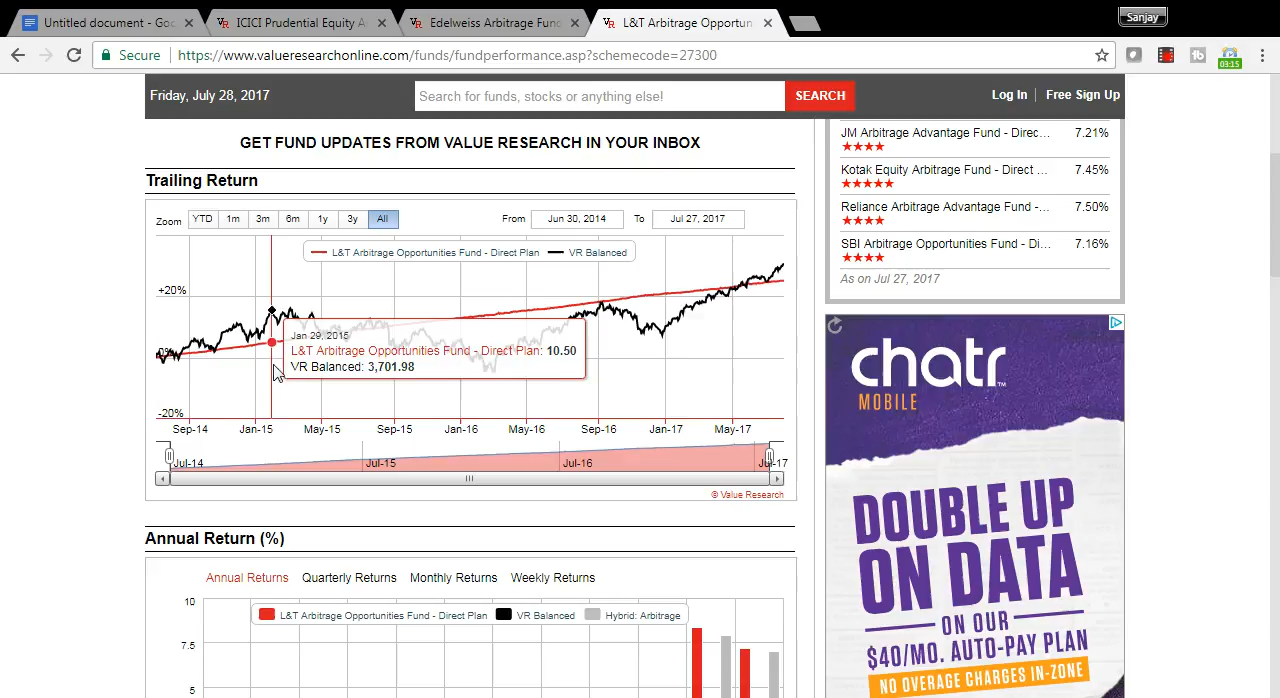 Untitled document - Goo
ICICI Prudential Equity A
Edelweiss Arbitrage Fund
L&T Arbitrage Opportun
Sanjay
Secure
https://www.valueresearchonline.com/funds/fundperformance.asp?schemecode=27300
03:15
Friday, July 28, 2017
Search for funds, stocks or anything else!
SEARCH
Log In
Free Sign Up
GET FUND UPDATES FROM VALUE RESEARCH IN YOUR INBOX
Trailing Return
Zoom YTD 1m 3m 6m 1y 3y All
From Jun 30, 2014 To Jul 27, 2017
L&T Arbitrage Opportunities Fund - Direct Plan VR Balanced
+20%
0%
-20%
Jan 29, 2015
L&T Arbitrage Opportunities Fund - Direct Plan: 10.50
VR Balanced: 3,701.98
Sep-14 Jan-15 May-15 Sep-15 Jan-16 May-16 Sep-16 Jan-17 May-17
Jul-14 Jul-15 Jul-16 Jul-17
© Value Research
Annual Return (%)
Annual Returns Quarterly Returns Monthly Returns Weekly Returns
L&T Arbitrage Opportunities Fund - Direct Plan VR Balanced Hybrid: Arbitrage
10
7.5
5
JM Arbitrage Advantage Fund - Direc... 7.21%
★★★★
Kotak Equity Arbitrage Fund - Direct ... 7.45%
★★★★★
Reliance Arbitrage Advantage Fund -... 7.50%
★★★★
SBI Arbitrage Opportunities Fund - Di... 7.16%
★★★★
As on Jul 27, 2017
chatr™
MOBILE
DOUBLE UP
ON DATA
ON OUR
$40/MO. AUTO-PAY PLAN
NO OVERAGE CHARGES IN-ZONE